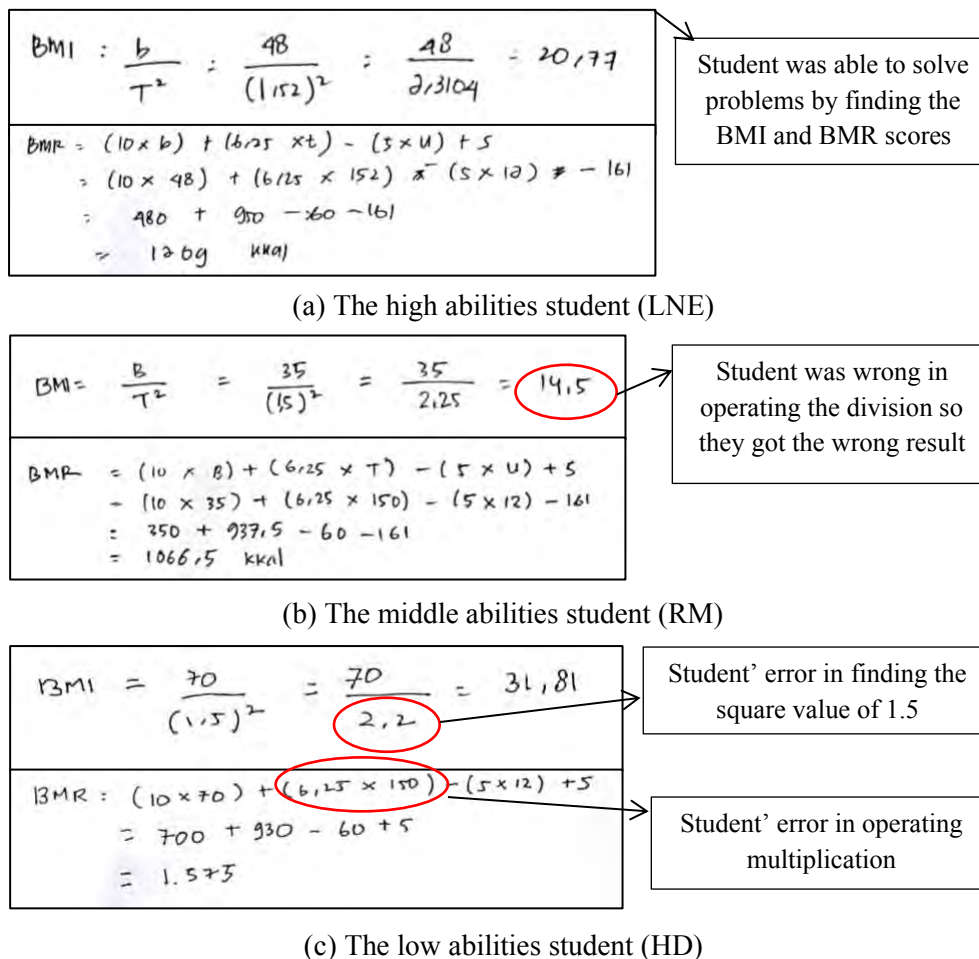 BMI : b/T² : 48/(1,52)² : 48/2,3104 = 20,77
Student was able to solve
problems by finding the
BMI and BMR scores
BMR = (10 × b) + (6,25 × t) - (5 × U) + S
= (10 × 48) + (6,25 × 152) - (5 × 12) - 161
: 480 + 950 - 60 - 161
= 1209 kkal
(a) The high abilities student (LNE)
BMI = B/T² = 35/(1,5)² = 35/2,25 = 14,5
Student was wrong in
operating the division so
they got the wrong result
BMR = (10 × B) + (6,25 × T) - (5 × U) + S
= (10 × 35) + (6,25 × 150) - (5 × 12) - 161
= 350 + 937,5 - 60 - 161
= 1066,5 kkal
(b) The middle abilities student (RM)
BMI = 70/(1,5)² = 70/2,2 = 31,81
Student' error in finding the
square value of 1.5
BMR : (10 × 70) + (6,25 × 150) - (5 × 12) + 5
= 700 + 930 - 60 + 5
= 1.575
Student' error in operating
multiplication
(c) The low abilities student (HD)